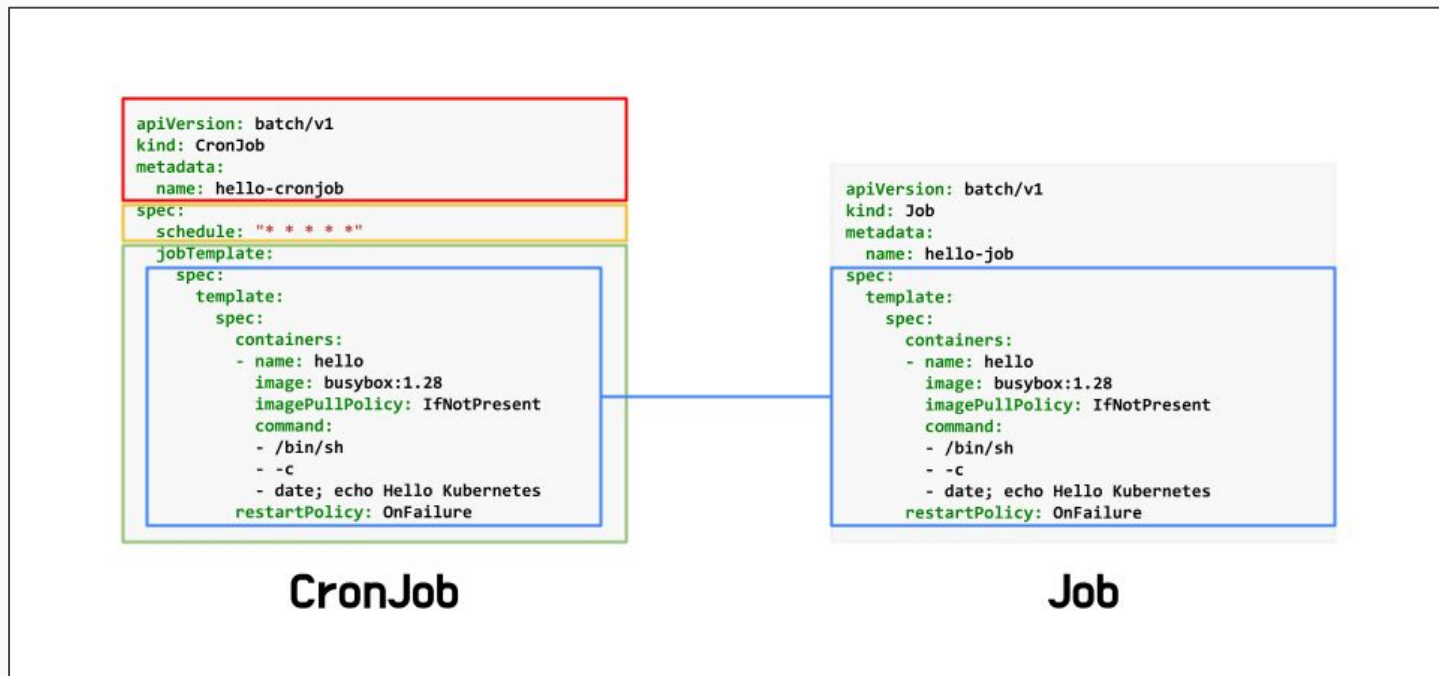 apiVersion: batch/v1
kind: CronJob
metadata:
  name: hello-cronjob
spec:
  schedule: "* * * * *"
  jobTemplate:
    spec:
      template:
        spec:
          containers:
          - name: hello
            image: busybox:1.28
            imagePullPolicy: IfNotPresent
            command:
            - /bin/sh
            - -c
            - date; echo Hello Kubernetes
          restartPolicy: OnFailure
CronJob
apiVersion: batch/v1
kind: Job
metadata:
  name: hello-job
spec:
  template:
    spec:
      containers:
      - name: hello
        image: busybox:1.28
        imagePullPolicy: IfNotPresent
        command:
        - /bin/sh
        - -c
        - date; echo Hello Kubernetes
      restartPolicy: OnFailure
Job